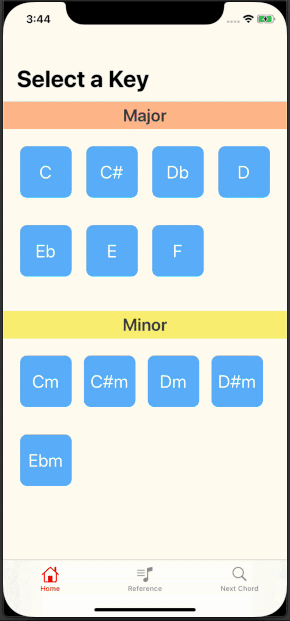 3:44
Select a Key
Major
C C# Db D
Eb E F
Minor
Cm C#m Dm D#m
Ebm
Home Reference Next Chord